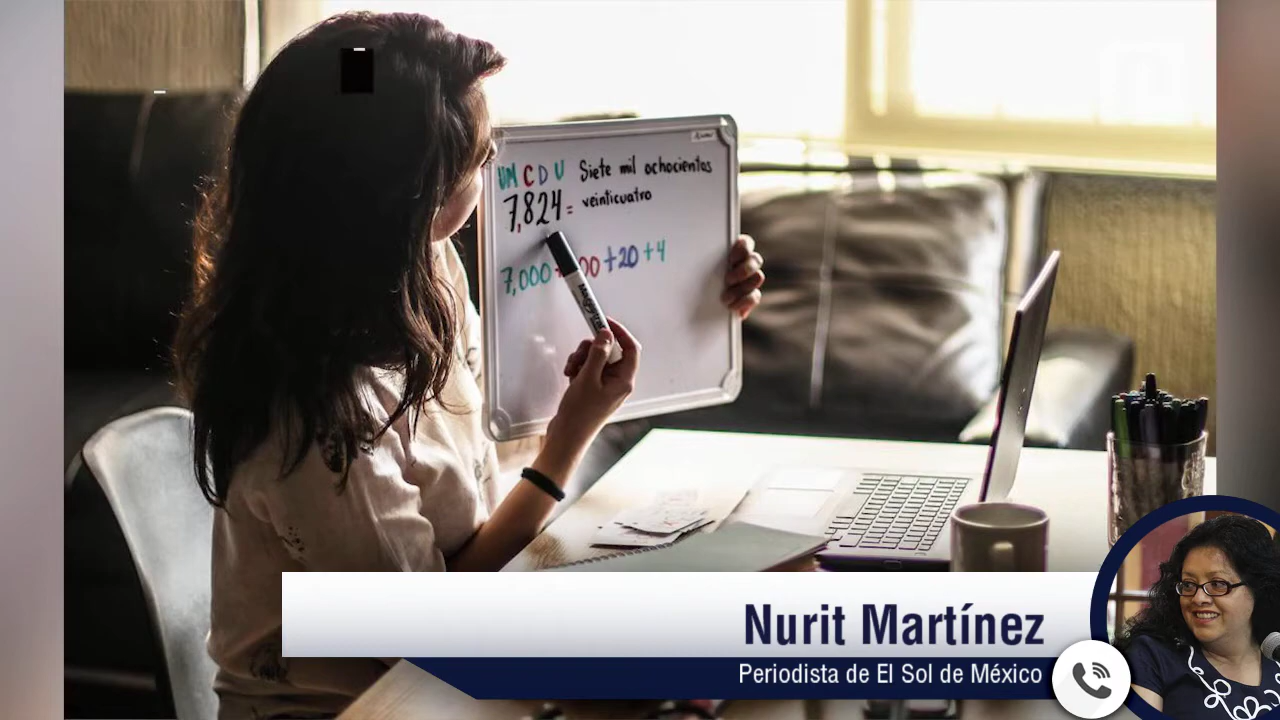 UM C D U Siete mil ochocientos
7,824 = veinticuatro
7,000 + 00 + 20 + 4
Nurit Martínez
Periodista de El Sol de México